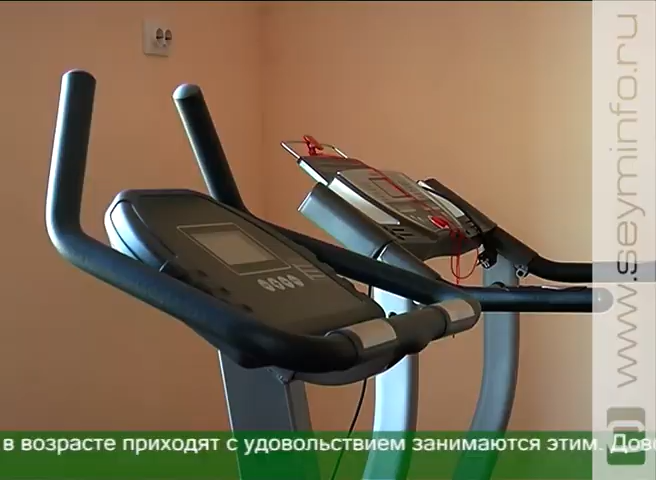 www.seyminfo.ru
в возрасте приходят с удовольствием занимаются этим.